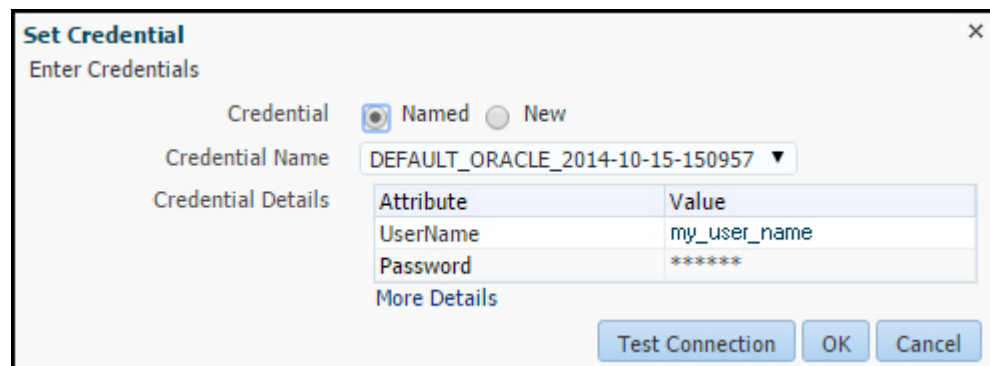 Set Credential
Enter Credentials
Credential Named New
Credential Name DEFAULT_ORACLE_2014-10-15-150957
Credential Details Attribute Value
UserName my_user_name
Password ******
More Details
Test Connection OK Cancel